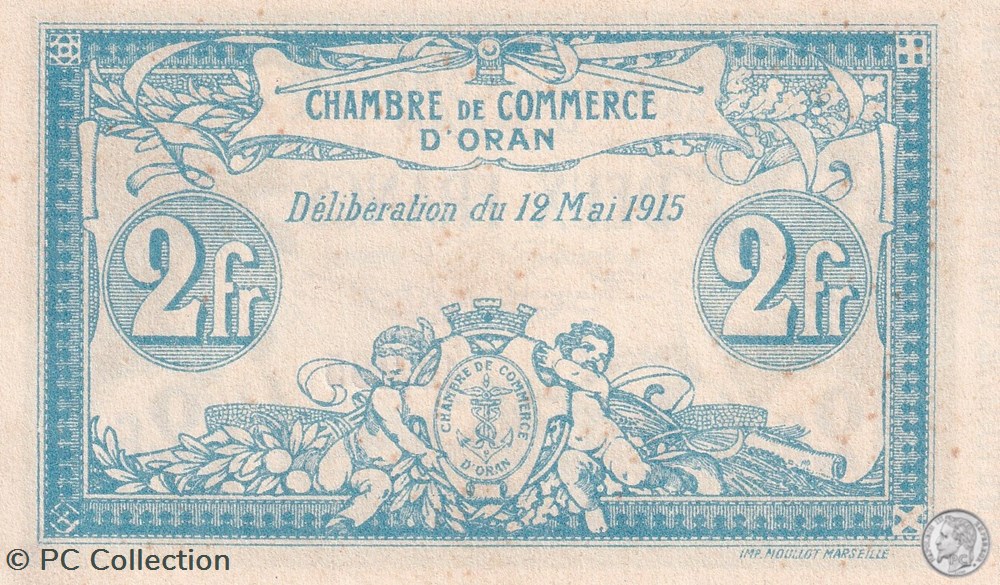 CHAMBRE DE COMMERCE
D'ORAN
Délibération du 12 Mai 1915
2fr
2fr
CHAMBRE DE COMMERCE
D'ORAN
IMP. MOULLOT MARSEILLE
© PC Collection